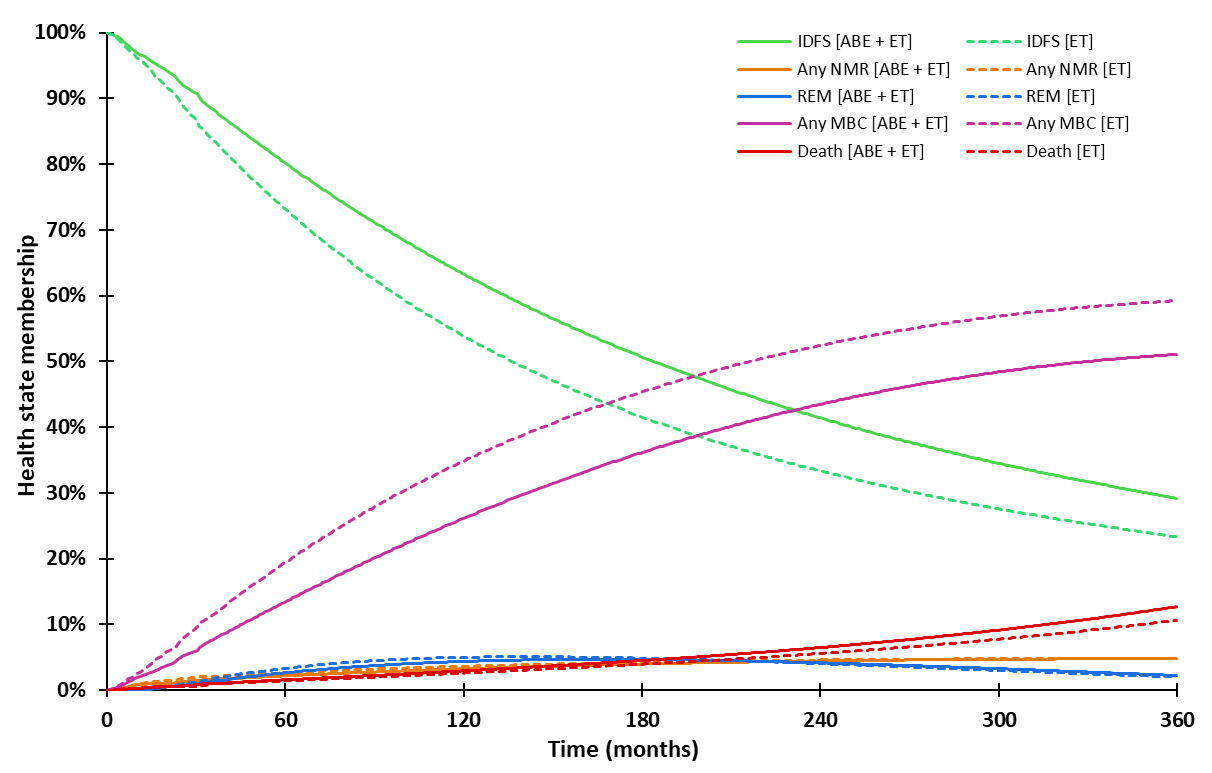 100%
90%
80%
70%
60%
50%
40%
30%
20%
10%
0%
Health state membership
IDFS [ABE + ET] IDFS [ET]
Any NMR [ABE + ET] Any NMR [ET]
REM [ABE + ET] REM [ET]
Any MBC [ABE + ET] Any MBC [ET]
Death [ABE + ET] Death [ET]
0 60 120 180 240 300 360
Time (months)